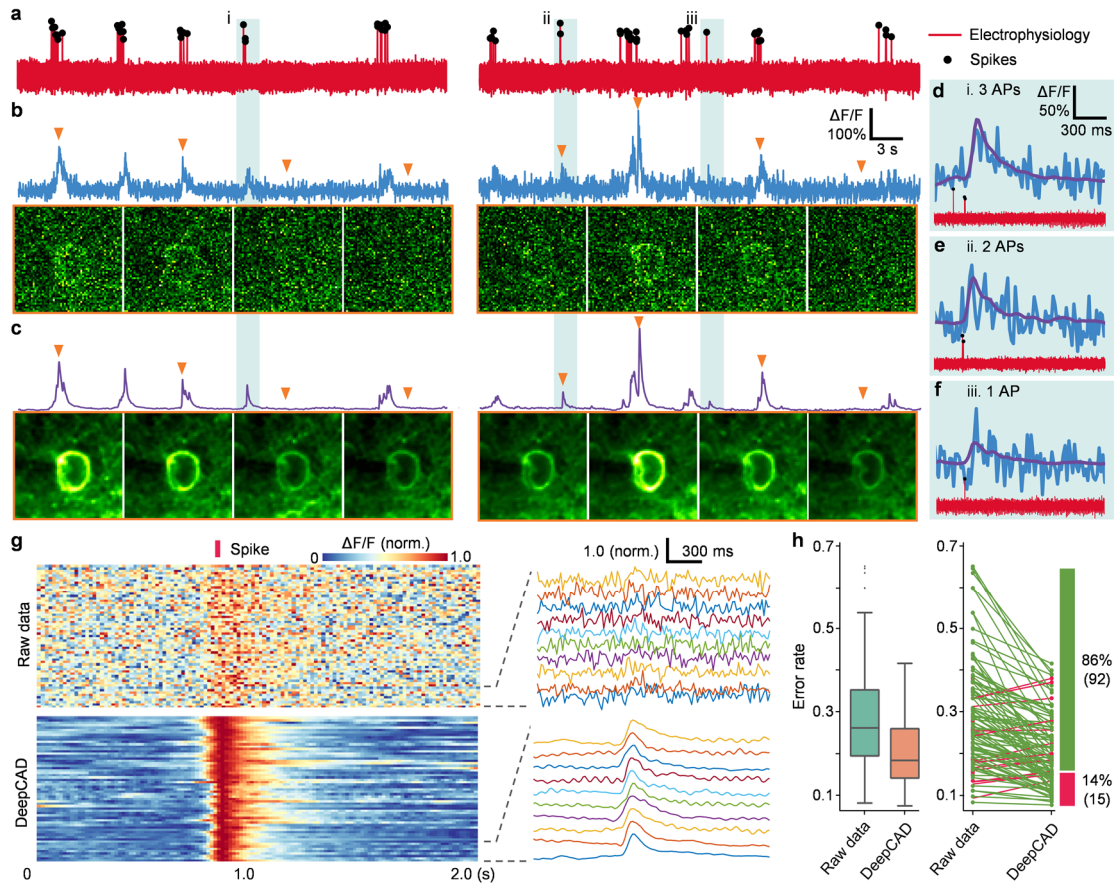 a
i
ii
iii
Electrophysiology
Spikes
b
ΔF/F
100%
3 s
c
d
i. 3 APs
ΔF/F
50%
300 ms
e
ii. 2 APs
f
iii. 1 AP
g
Spike
ΔF/F (norm.)
0
1.0
1.0 (norm.)
300 ms
Raw data
DeepCAD
0
1.0
2.0 (s)
h
Error rate
0.7
0.5
0.3
0.1
Raw data
DeepCAD
0.7
0.5
0.3
0.1
Raw data
DeepCAD
86%
(92)
14%
(15)